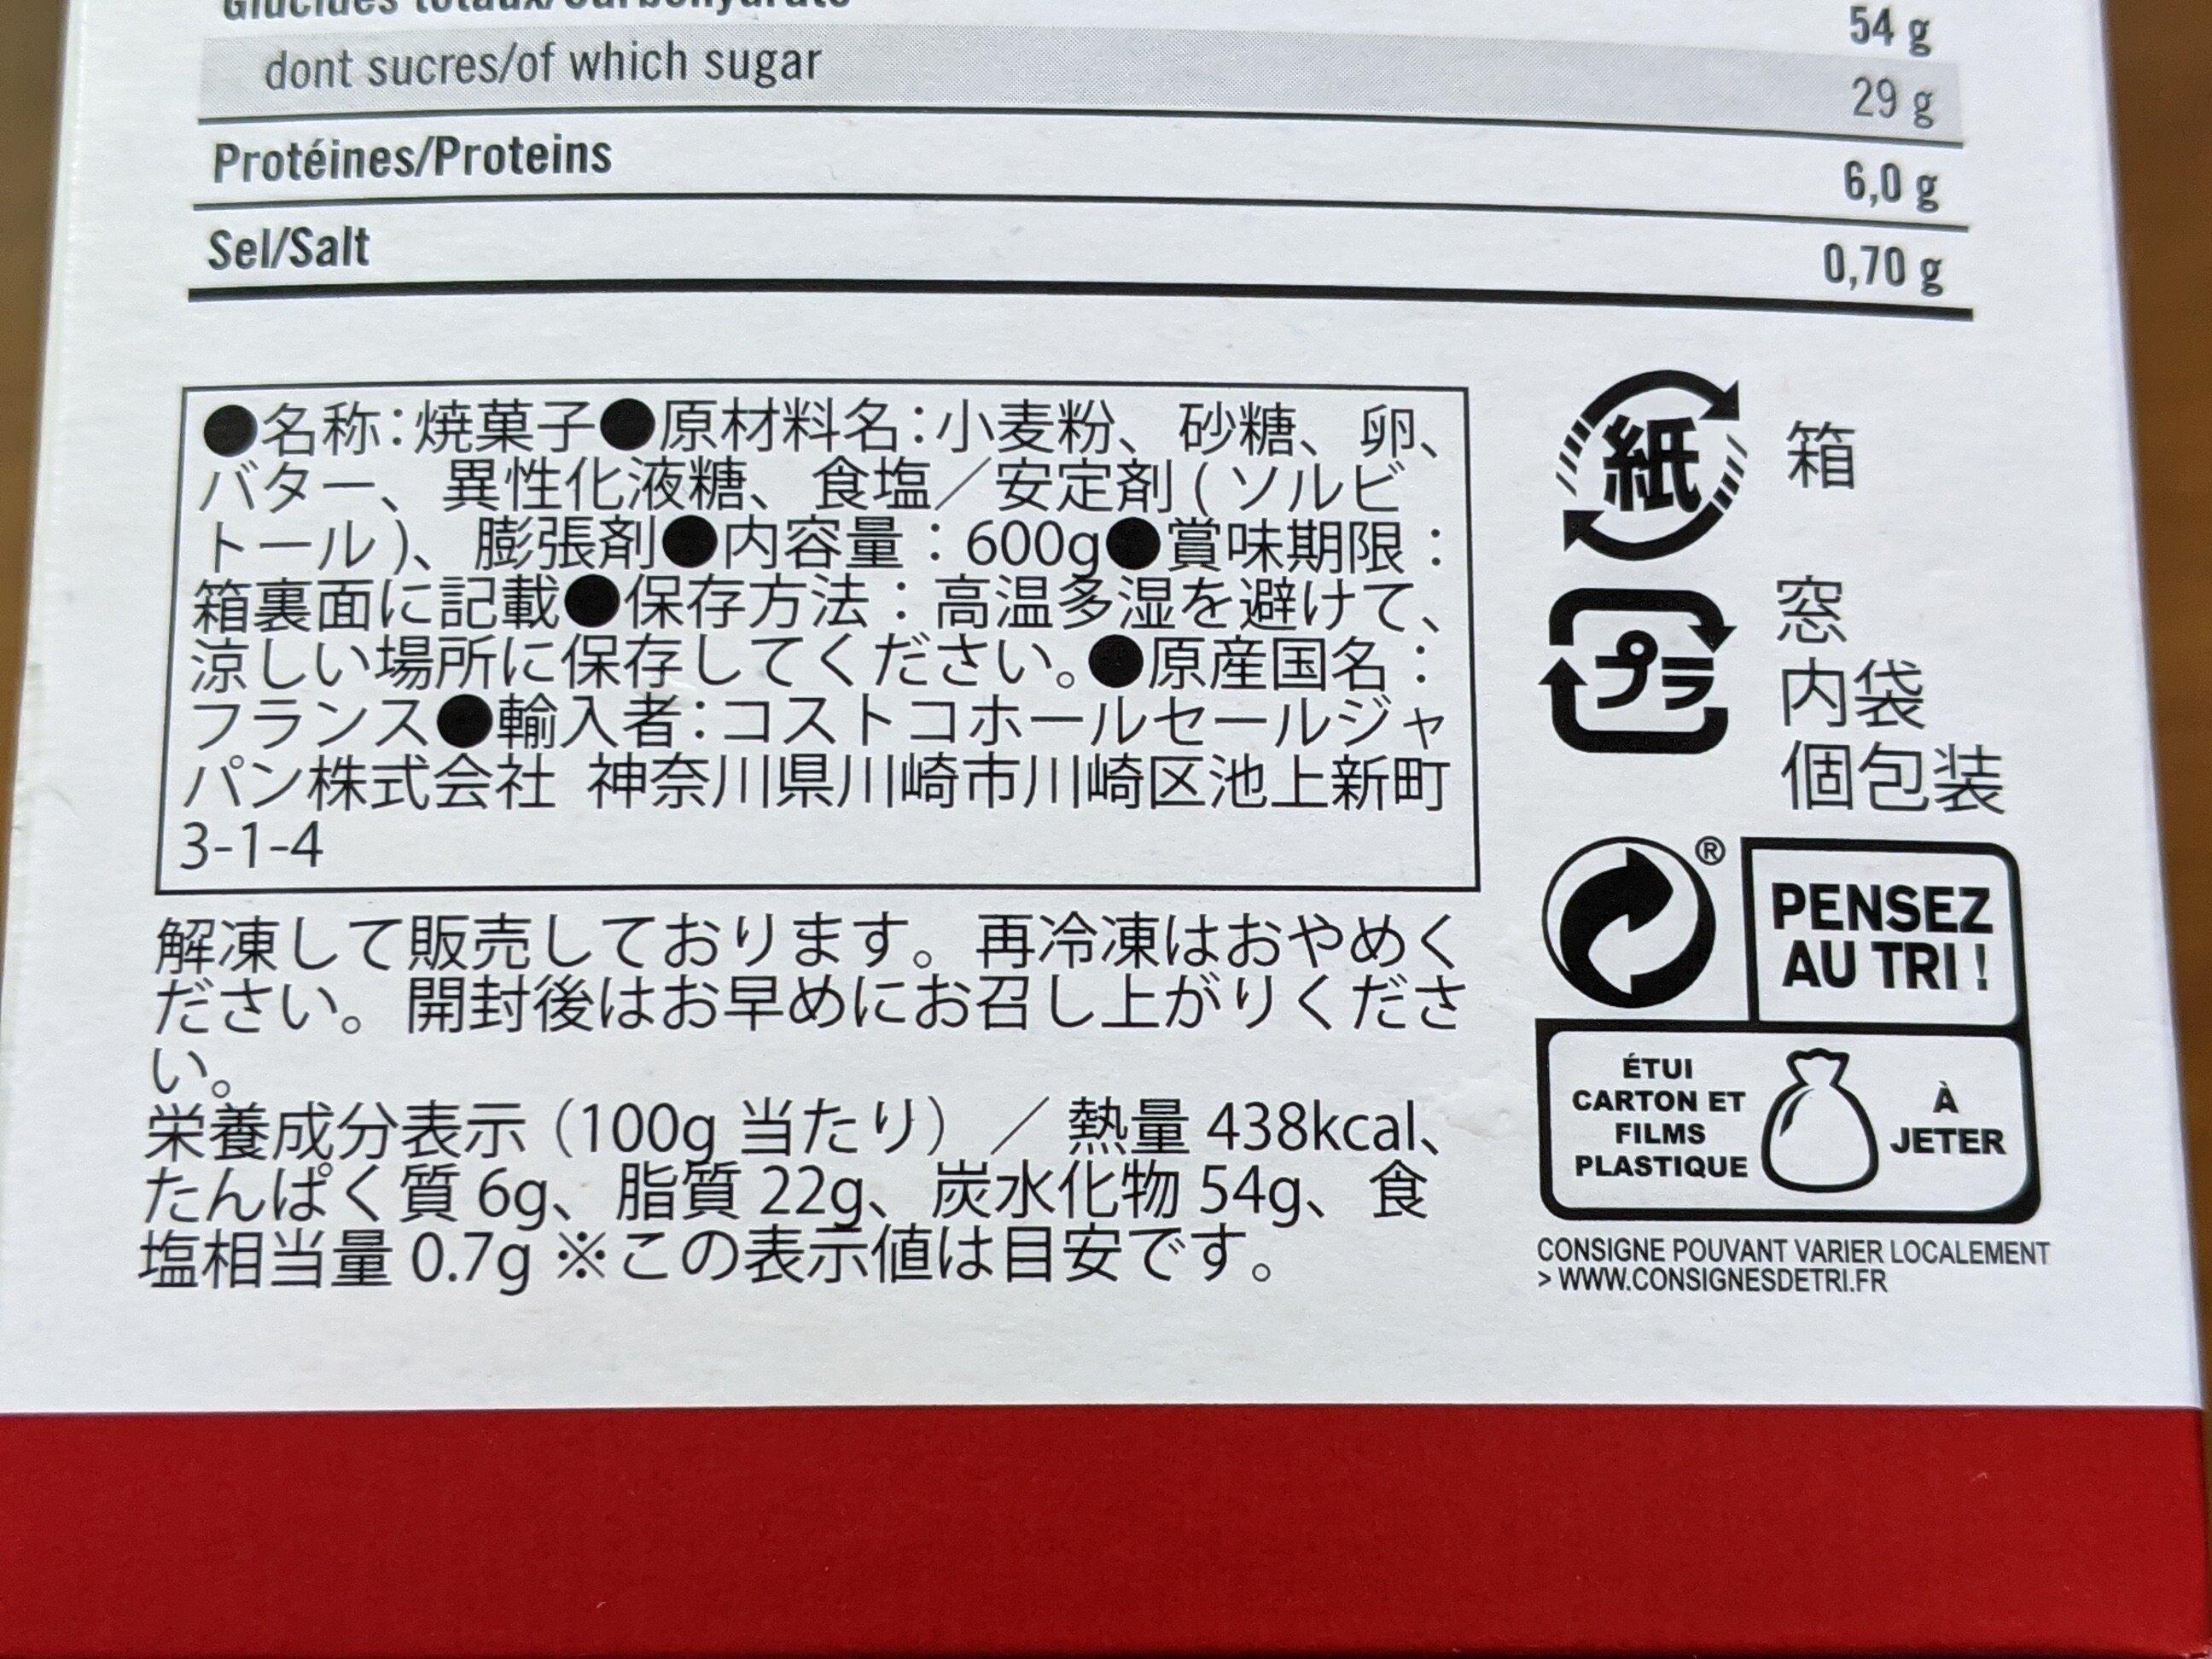 Glucides totaux/Carbohydrate 54 g
dont sucres/of which sugar 29 g
Protéines/Proteins 6,0 g
Sel/Salt 0,70 g
●名称:焼菓子●原材料名:小麦粉、砂糖、卵、
バター、異性化液糖、食塩／安定剤(ソルビ
トール)、膨張剤●内容量：600g●賞味期限：
箱裏面に記載●保存方法：高温多湿を避けて、
涼しい場所に保存してください。●原産国名：
フランス●輸入者:コストコホールセールジャ
パン株式会社 神奈川県川崎市川崎区池上新町
3-1-4
解凍して販売しております。再冷凍はおやめく
ださい。開封後はお早めにお召し上がりくださ
い。
栄養成分表示（100g 当たり）／熱量 438kcal、
たんぱく質 6g、脂質 22g、炭水化物 54g、食
塩相当量 0.7g ※この表示値は目安です。
紙 箱
プラ 窓
内袋
個包装
®
PENSEZ
AU TRI !
ÉTUI
CARTON ET
FILMS
PLASTIQUE
À
JETER
CONSIGNE POUVANT VARIER LOCALEMENT
> WWW.CONSIGNESDETRI.FR